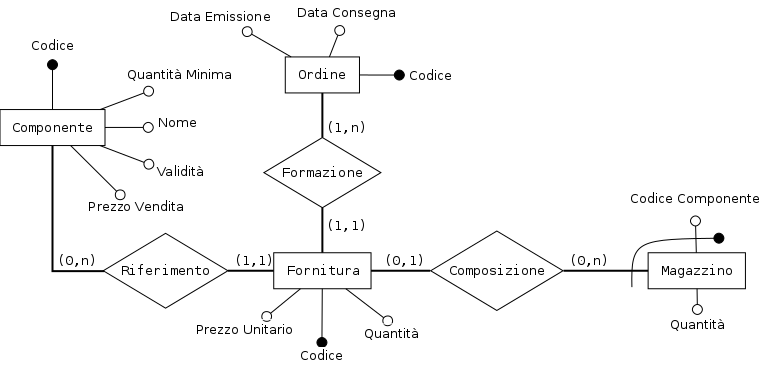 Data Emissione
Data Consegna
Codice
Ordine
Codice
Quantità Minima
Nome
Componente
(1,n)
Validità
Formazione
Prezzo Vendita
Codice Componente
(1,1)
(0,n)
Riferimento
(1,1)
Fornitura
(0,1)
Composizione
(0,n)
Magazzino
Prezzo Unitario
Quantità
Quantità
Codice